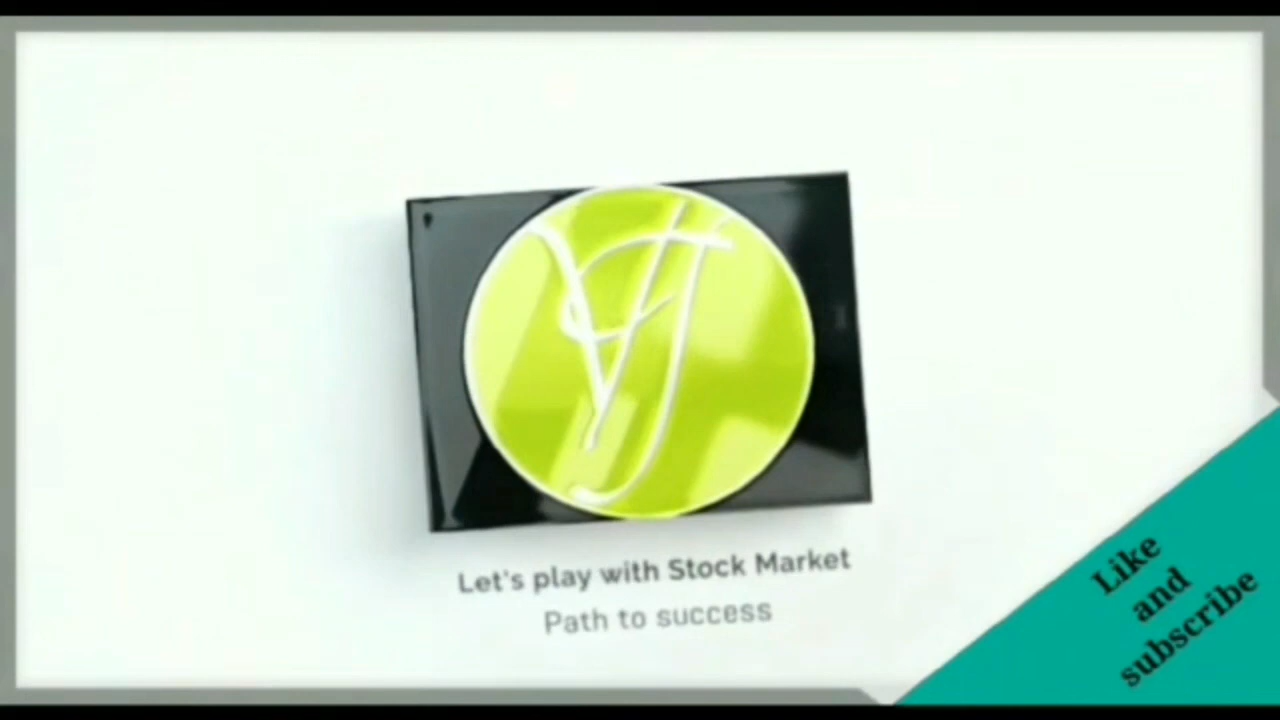 Let's play with Stock Market
Path to success
Like
and
subscribe